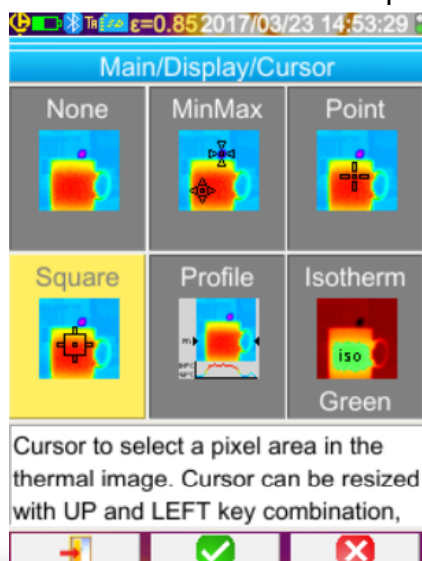 ε=0.85 2017/03/23 14:53:29
Main/Display/Cursor
None MinMax Point
Square Profile Isotherm
iso
Green
Cursor to select a pixel area in the
thermal image. Cursor can be resized
with UP and LEFT key combination,